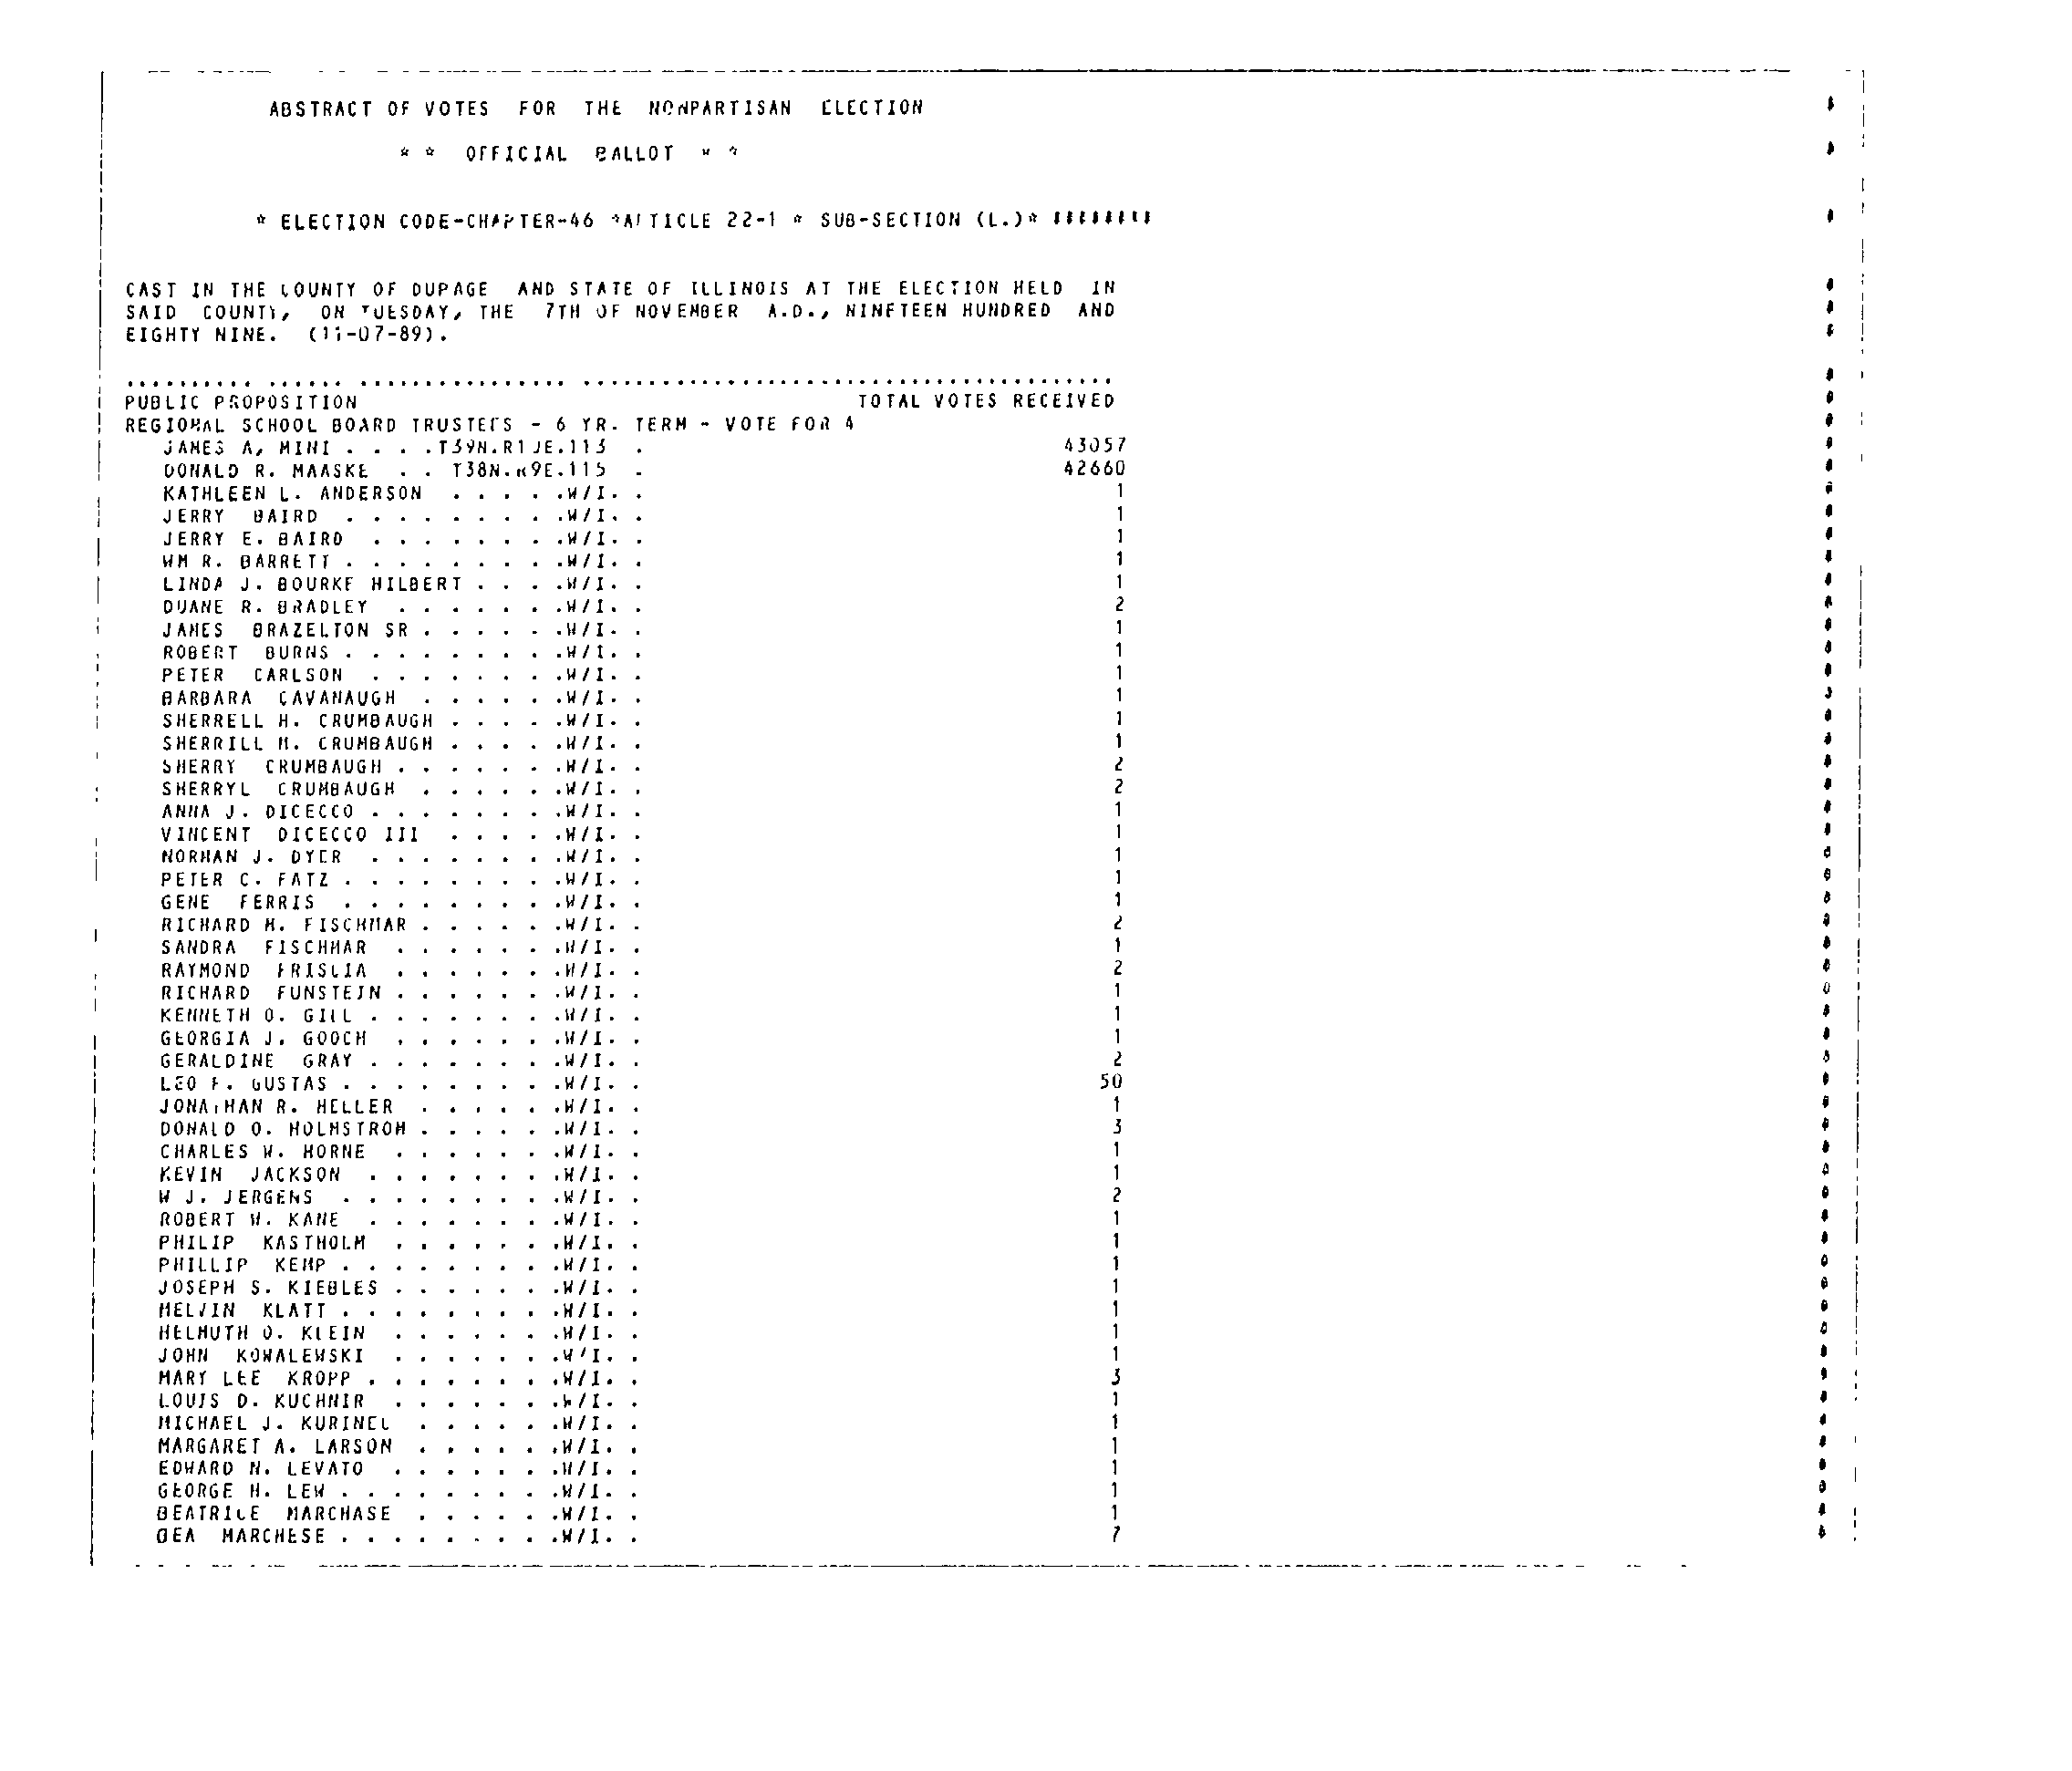 ABSTRACT OF VOTES FOR THE NONPARTISAN ELECTION
* * OFFICIAL BALLOT * *
* ELECTION CODE-CHAPTER-46 *ARTICLE 22-1 * SUB-SECTION (L.)* ########
CAST IN THE COUNTY OF DUPAGE AND STATE OF ILLINOIS AT THE ELECTION HELD IN
SAID COUNTY, ON TUESDAY, THE 7TH OF NOVEMBER A.D., NINETEEN HUNDRED AND
EIGHTY NINE. (11-07-89).
PUBLIC PROPOSITION TOTAL VOTES RECEIVED
REGIONAL SCHOOL BOARD TRUSTEES - 6 YR. TERM - VOTE FOR 4
JAMES A, MINI . . . .T39N.R10E.113 . 43057
DONALD R. MAASKE . . T38N.R9E.115 . 42660
KATHLEEN L. ANDERSON . . . . .W/I. . 1
JERRY BAIRD . . . . . . . . .W/I. . 1
JERRY E. BAIRD . . . . . . . .W/I. . 1
WM R. BARRETT . . . . . . . . .W/I. . 1
LINDA J. BOURKE HILBERT . . . .W/I. . 1
DUANE R. BRADLEY . . . . . . .W/I. . 2
JAMES BRAZELTON SR . . . . . .W/I. . 1
ROBERT BURNS . . . . . . . . .W/I. . 1
PETER CARLSON . . . . . . . .W/I. . 1
BARBARA CAVANAUGH . . . . . .W/I. . 1
SHERRELL H. CRUMBAUGH . . . . .W/I. . 1
SHERRILL M. CRUMBAUGH . . . . .W/I. . 1
SHERRY CRUMBAUGH . . . . . . .W/I. . 2
SHERRYL CRUMBAUGH . . . . . .W/I. . 2
ANNA J. DICECCO . . . . . . . .W/I. . 1
VINCENT DICECCO III . . . . .W/I. . 1
NORMAN J. DYER . . . . . . . .W/I. . 1
PETER C. FATZ . . . . . . . . .W/I. . 1
GENE FERRIS . . . . . . . . .W/I. . 1
RICHARD M. FISCHMAR . . . . . .W/I. . 2
SANDRA FISCHMAR . . . . . . .W/I. . 1
RAYMOND . . . . . . .W/I. . 2
RICHARD FUNSTEIN . . . . . . .W/I. . 1
KENNETH O. GILL . . . . . . . .W/I. . 1
GEORGIA J. GOOCH . . . . . . .W/I. . 1
GERALDINE GRAY . . . . . . . .W/I. . 2
LEO GUSTAS . . . . . . . . .W/I. . 50
JONATHAN R. HELLER . . . . . .W/I. . 1
DONALD O. HOLMSTROM . . . . . .W/I. . 3
CHARLES W. HORNE . . . . . . .W/I. . 1
KEVIN JACKSON . . . . . . . .W/I. . 1
W J. JERGENS . . . . . . . . .W/I. . 2
ROBERT W. KANE . . . . . . . .W/I. . 1
PHILIP KASTHOLM . . . . . . .W/I. . 1
PHILLIP KEMP . . . . . . . . .W/I. . 1
JOSEPH S. KIEBLES . . . . . . .W/I. . 1
MELVIN KLATT . . . . . . . . .W/I. . 1
HELMUTH O. KLEIN . . . . . . .W/I. . 1
JOHN KOWALEWSKI . . . . . . .W/I. . 1
MARY LEE KROPP . . . . . . . .W/I. . 3
LOUIS D. KUCHNIR . . . . . . .W/I. . 1
MICHAEL J. KURINEC . . . . . .W/I. . 1
MARGARET A. LARSON . . . . . .W/I. . 1
EDWARD N. LEVATO . . . . . . .W/I. . 1
GEORGE H. LEW . . . . . . . . .W/I. . 1
BEATRICE MARCHASE . . . . . .W/I. . 1
BEA MARCHESE . . . . . . . . .W/I. .